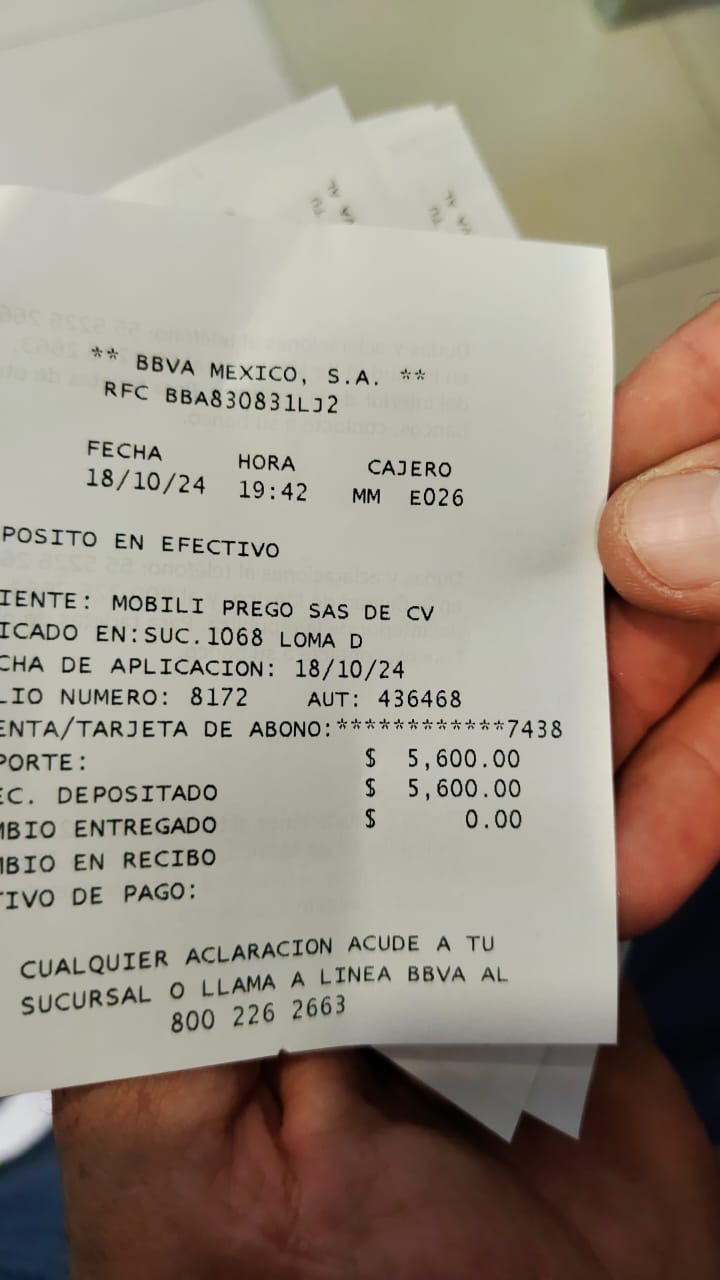 ** BBVA MEXICO, S.A. **
RFC BBA830831LJ2
FECHA HORA CAJERO
18/10/24 19:42 MM E026
POSITO EN EFECTIVO
IENTE: MOBILI PREGO SAS DE CV
ICADO EN:SUC.1068 LOMA D
CHA DE APLICACION: 18/10/24
LIO NUMERO: 8172 AUT: 436468
ENTA/TARJETA DE ABONO:************7438
PORTE: $ 5,600.00
EC. DEPOSITADO $ 5,600.00
MBIO ENTREGADO $ 0.00
MBIO EN RECIBO
TIVO DE PAGO:
CUALQUIER ACLARACION ACUDE A TU
SUCURSAL O LLAMA A LINEA BBVA AL
800 226 2663